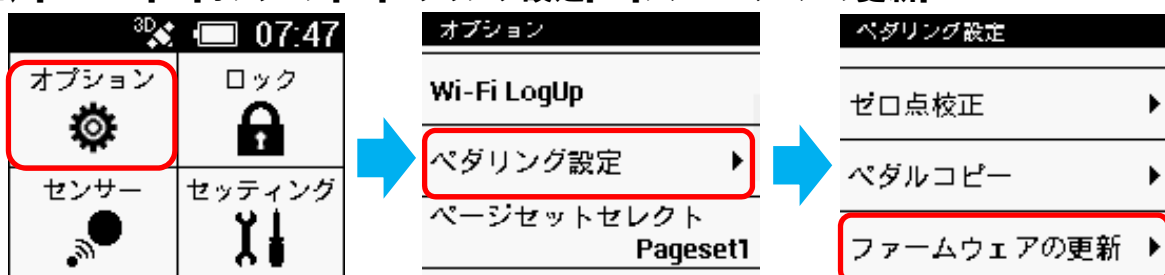 3D 07:47
オプション ロック
センサー セッティング
オプション
Wi-Fi LogUp
ペダリング設定
ページセットセレクト
Pageset1
ペダリング設定
ゼロ点校正
ペダルコピー
ファームウェアの更新